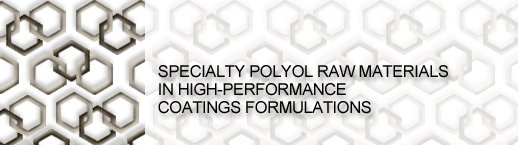 SPECIALTY POLYOL RAW MATERIALS
IN HIGH-PERFORMANCE
COATINGS FORMULATIONS